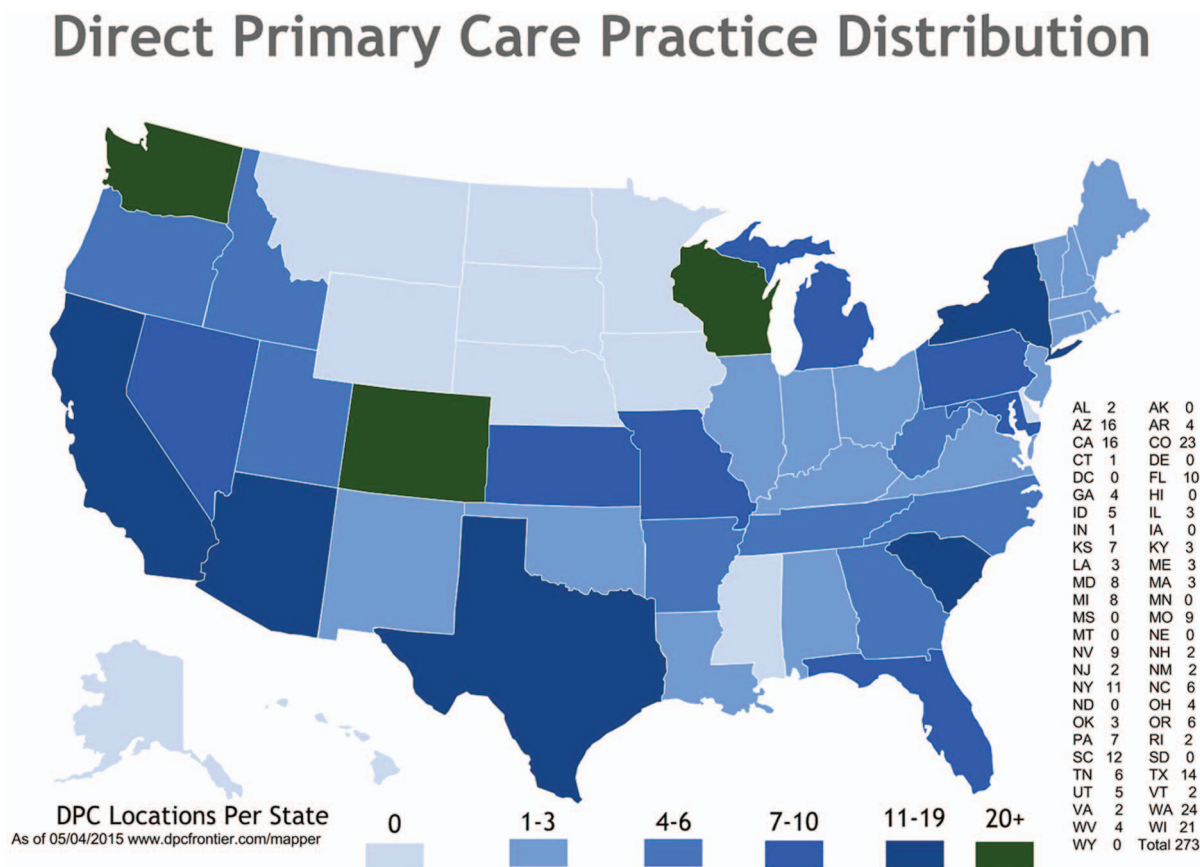 Direct Primary Care Practice Distribution
AL 2 AK 0
AZ 16 AR 4
CA 16 CO 23
CT 1 DE 0
DC 0 FL 10
GA 4 HI 0
ID 5 IL 3
IN 1 IA 0
KS 7 KY 3
LA 3 ME 3
MD 8 MA 3
MI 8 MN 0
MS 0 MO 9
MT 0 NE 0
NV 9 NH 2
NJ 2 NM 2
NY 11 NC 6
ND 0 OH 4
OK 3 OR 6
PA 7 RI 2
SC 12 SD 0
TN 6 TX 14
UT 5 VT 2
VA 2 WA 24
WV 4 WI 21
WY 0 Total 273
DPC Locations Per State
As of 05/04/2015 www.dpcfrontier.com/mapper
0 1-3 4-6 7-10 11-19 20+